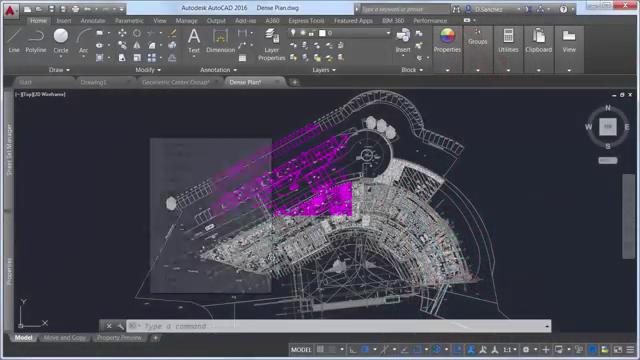 Autodesk AutoCAD 2016 Dense Plan.dwg
Type a keyword or phrase
D.Sanchez
Home Insert Annotate Parametric View Manage Output Add-ins Express Tools Featured Apps BIM 360 Performance
Line Polyline Circle Arc
Text Dimension
Layer Properties
Insert
Properties Groups Utilities Clipboard View
Draw Modify Annotation Layers Block
Start Drawing1 Geometric Center Osnap* Dense Plan*
[-][Top][2D Wireframe]
Sheet Set Manager
Properties
N
W TOP E
S
Y
X
Type a command
Model Move and Copy Property Preview
MODEL
1:1